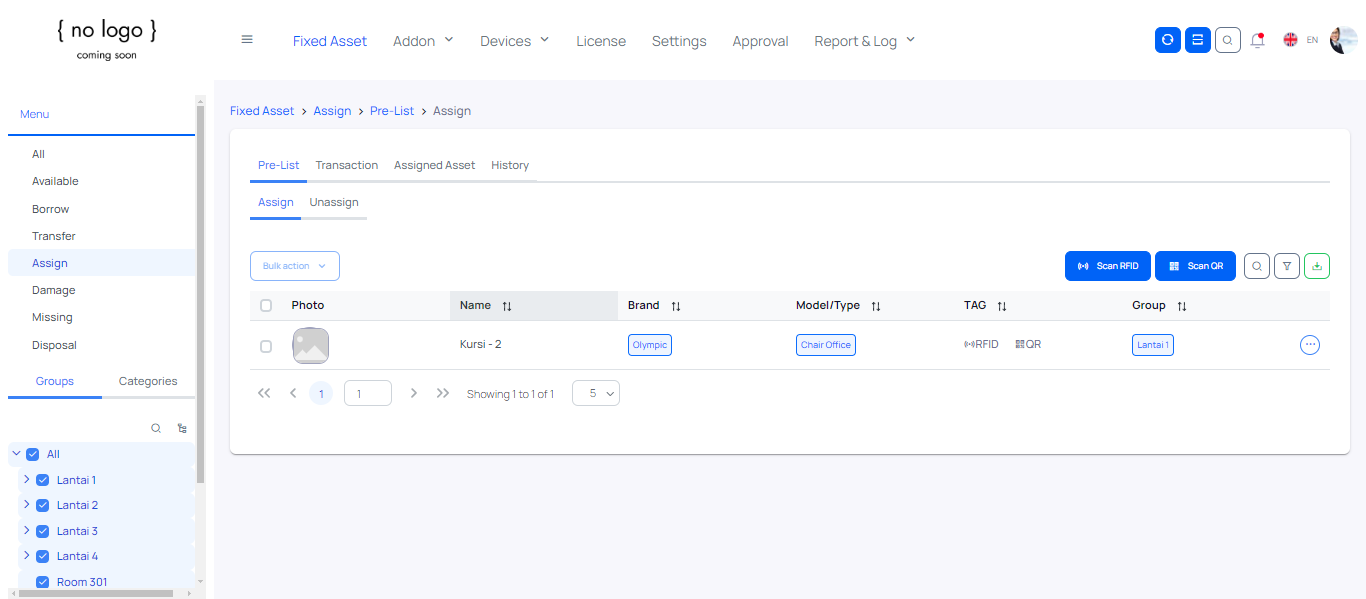 { no logo }
coming soon
Fixed Asset Addon Devices License Settings Approval Report & Log EN
Menu
All
Available
Borrow
Transfer
Assign
Damage
Missing
Disposal
Groups Categories
All
Lantai 1
Lantai 2
Lantai 3
Lantai 4
Room 301
Fixed Asset > Assign > Pre-List > Assign
Pre-List Transaction Assigned Asset History
Assign Unassign
Bulk action Scan RFID Scan QR
Photo Name Brand Model/Type TAG Group
Kursi - 2 Olympic Chair Office RFID QR Lantai 1
1 1 Showing 1 to 1 of 1 5